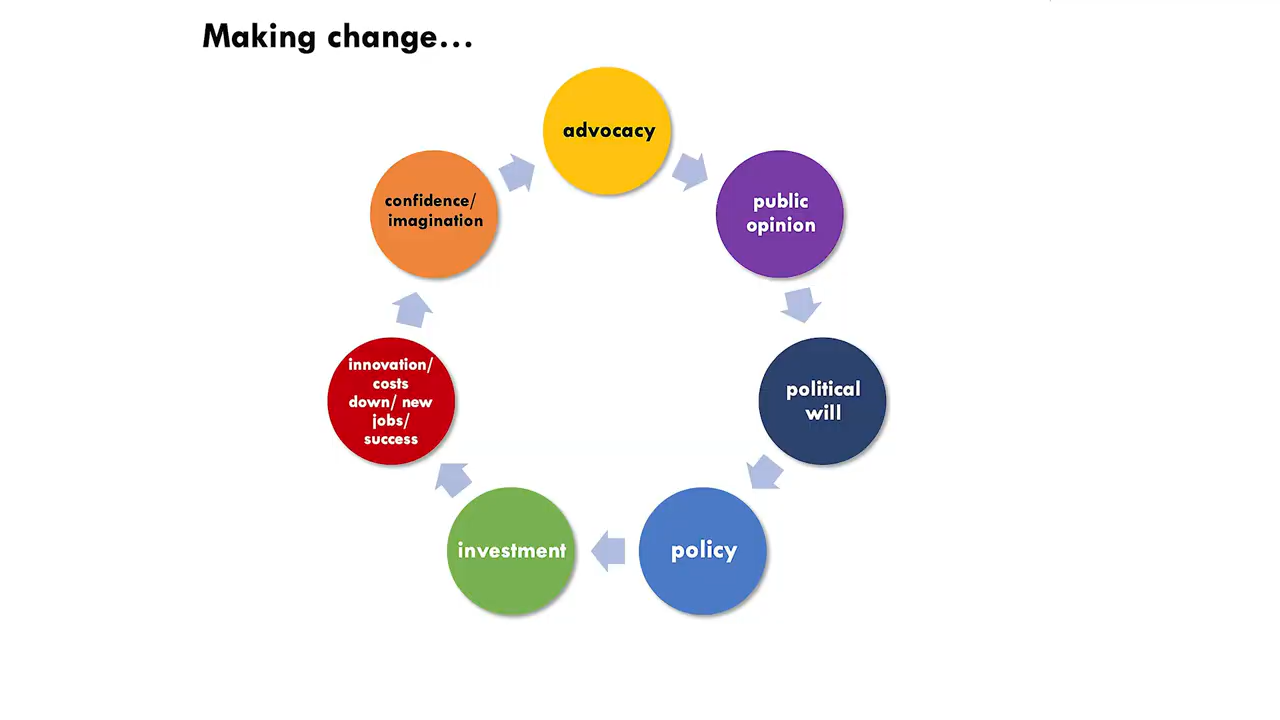 Making change...
advocacy
public
opinion
political
will
policy
investment
innovation/
costs
down/ new
jobs/
success
confidence/
imagination